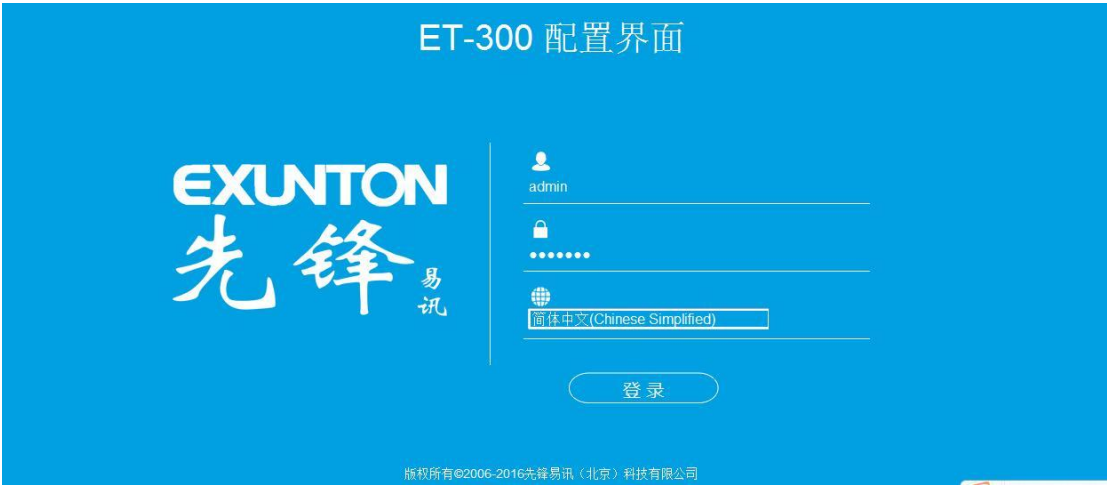 ET-300 配置界面
EXUNTON
先锋
易讯
admin
•••••••
简体中文(Chinese Simplified)
登录
版权所有©2006-2016先锋易讯（北京）科技有限公司